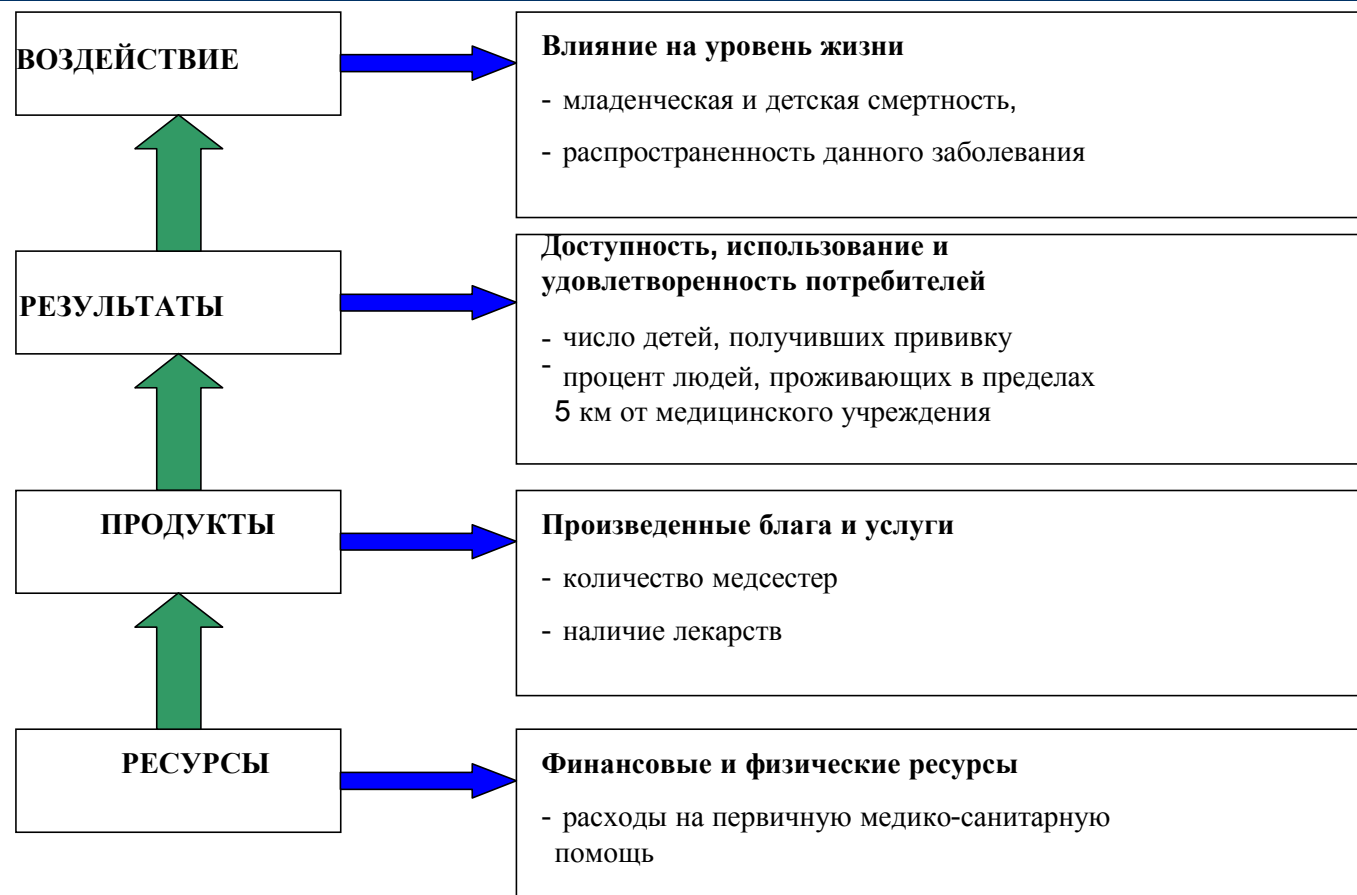 ВОЗДЕЙСТВИЕ
Влияние на уровень жизни
- младенческая и детская смертность,
- распространенность данного заболевания
РЕЗУЛЬТАТЫ
Доступность, использование и
удовлетворенность потребителей
- число детей, получивших прививку
- процент людей, проживающих в пределах
5 км от медицинского учреждения
ПРОДУКТЫ
Произведенные блага и услуги
- количество медсестер
- наличие лекарств
РЕСУРСЫ
Финансовые и физические ресурсы
- расходы на первичную медико-санитарную
помощь